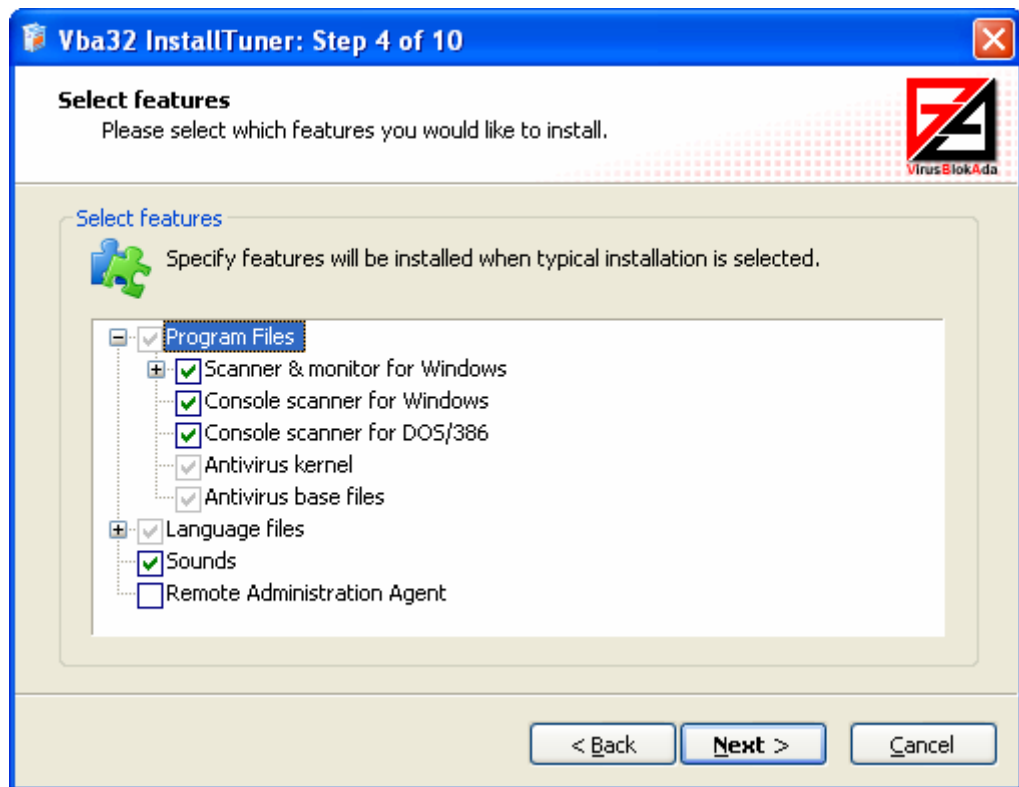 Vba32 InstallTuner: Step 4 of 10
Select features
Please select which features you would like to install.
VirusBlokAda
Select features
Specify features will be installed when typical installation is selected.
Program Files
Scanner & monitor for Windows
Console scanner for Windows
Console scanner for DOS/386
Antivirus kernel
Antivirus base files
Language files
Sounds
Remote Administration Agent
< Back
Next >
Cancel